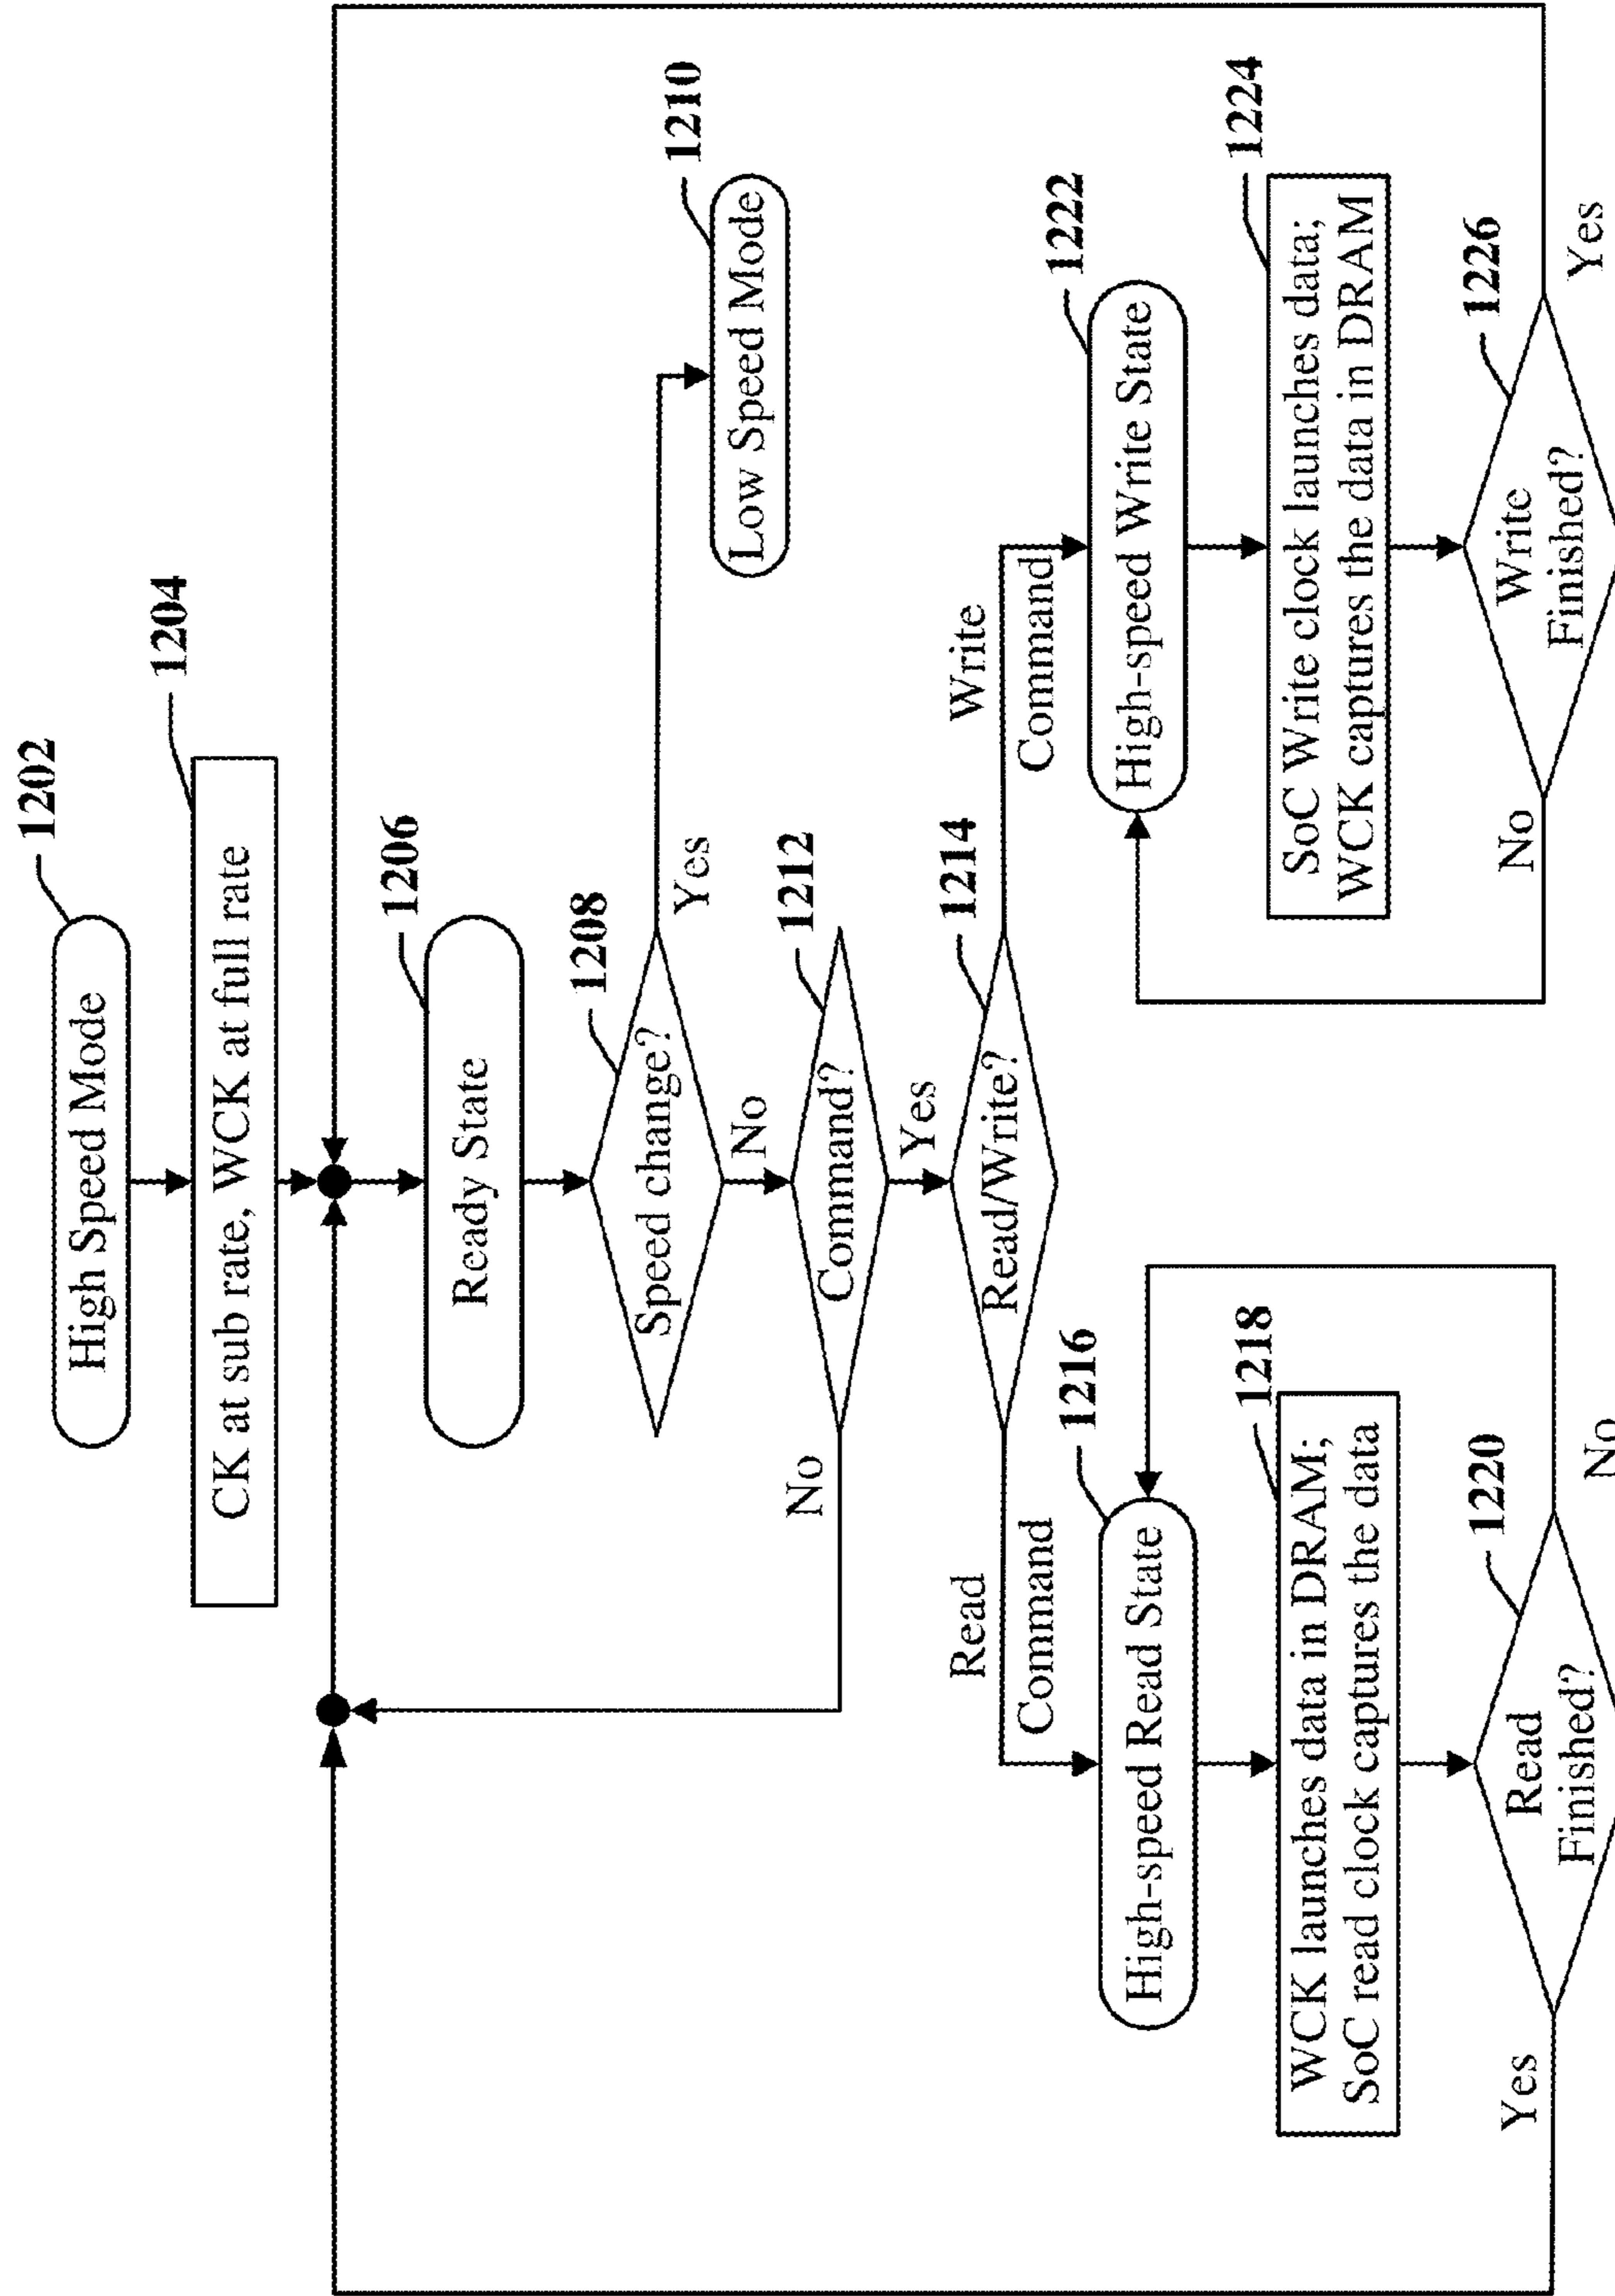 High Speed Mode
1202
CK at sub rate, WCK at full rate
1204
Ready State
1206
Speed change?
1208
Yes
No
Low Speed Mode
1210
Command?
1212
No
Yes
Read/Write?
1214
Read
Command
Write
Command
High-speed Read State
1216
WCK launches data in DRAM;
SoC read clock captures the data
1218
Read
Finished?
1220
Yes
No
High-speed Write State
1222
SoC Write clock launches data;
WCK captures the data in DRAM
1224
Write
Finished?
1226
No
Yes